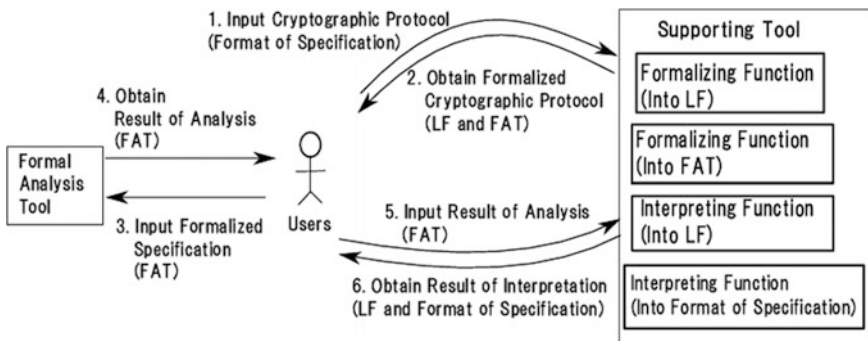 1. Input Cryptographic Protocol
(Format of Specification)
2. Obtain Formalized
Cryptographic Protocol
(LF and FAT)
4. Obtain
Result of Analysis
(FAT)
Formal
Analysis
Tool
3. Input Formalized
Specification
(FAT)
Users
5. Input Result of Analysis
(FAT)
6. Obtain Result of Interpretation
(LF and Format of Specification)
Supporting Tool
Formalizing Function
(Into LF)
Formalizing Function
(Into FAT)
Interpreting Function
(Into LF)
Interpreting Function
(Into Format of Specification)